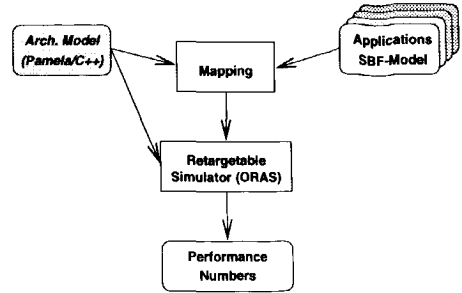 Arch. Model
(Pamela/C++)
Applications
SBF-Model
Mapping
Retargetable
Simulator (ORAS)
Performance
Numbers